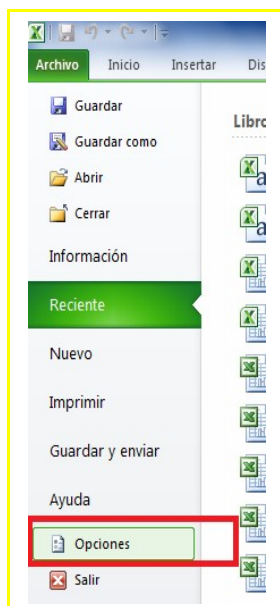 Archivo Inicio Insertar Dis
Guardar
Libro
Guardar como
Abrir
Cerrar
Información
Reciente
Nuevo
Imprimir
Guardar y enviar
Ayuda
Opciones
Salir